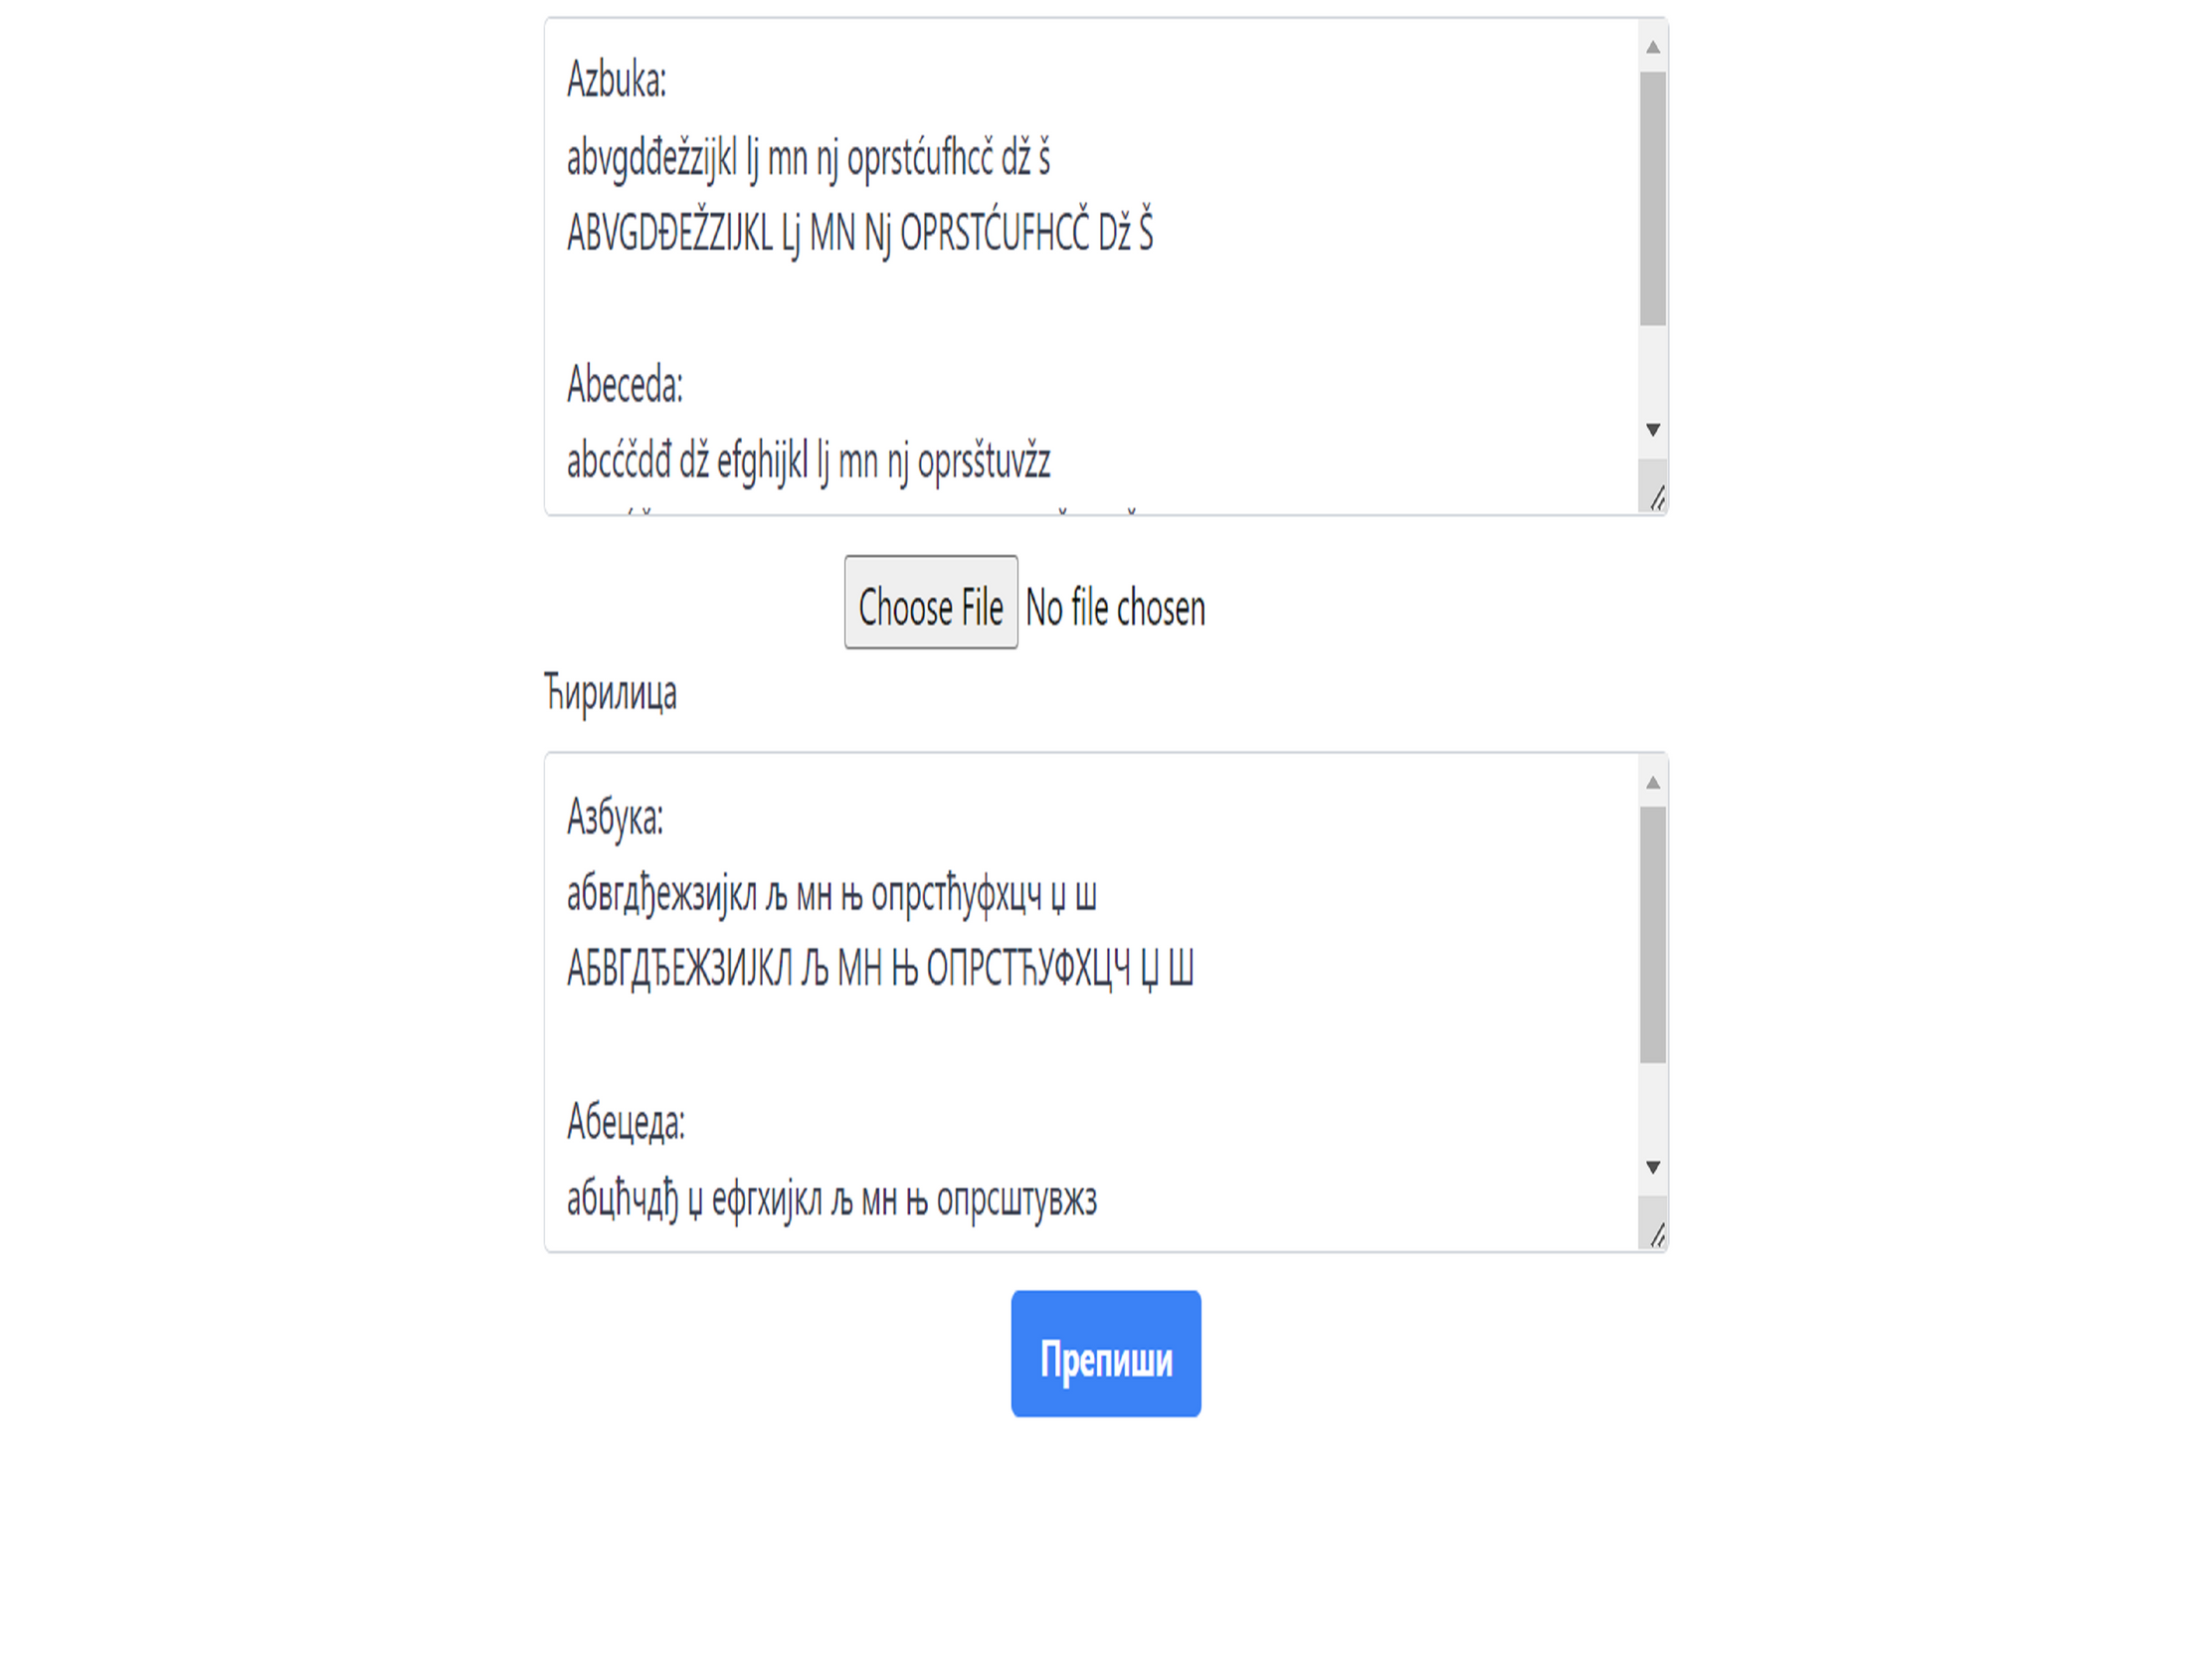 Azbuka:
abvgdđežzijkl lj mn nj oprstćufhcč dž š
ABVGDĐEŽZIJKL Lj MN Nj OPRSTĆUFHCČ Dž Š
Abeceda:
abcćčdđ dž efghijkl lj mn nj oprsštuvžz
Choose File No file chosen
Ћирилица
Азбука:
абвгдђежзијкл љ мн њ опрстћуфхцч џ ш
АБВГДЂЕЖЗИЈКЛ Љ МН Њ ОПРСТЋУФХЦЧ Џ Ш
Абецеда:
абцћчдђ џ ефгхијкл љ мн њ опрсштувжз
Препиши